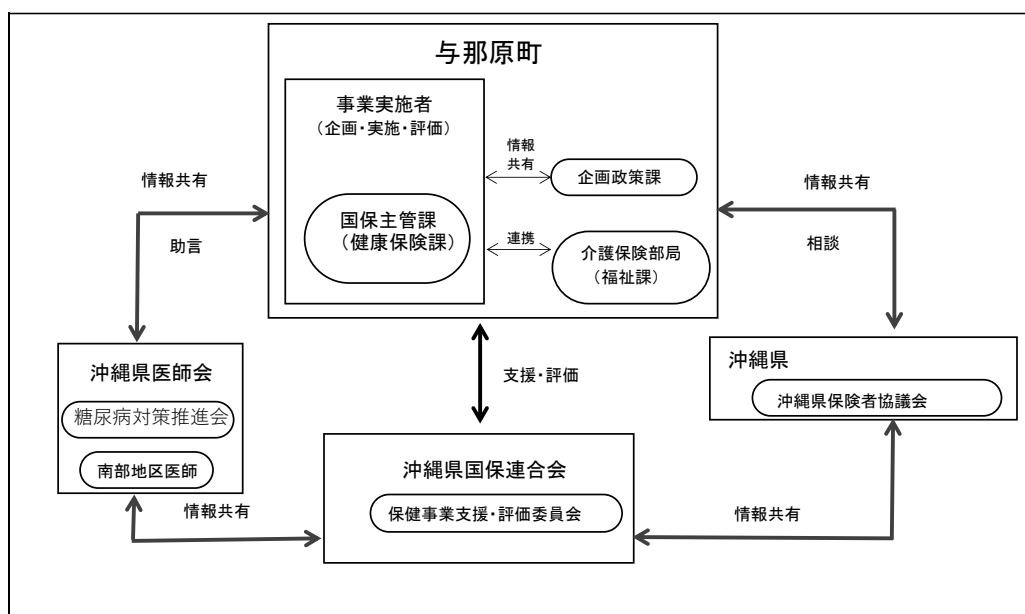 与那原町
事業実施者
（企画・実施・評価）
情報
共有
企画政策課
国保主管課
（健康保険課）
連携
介護保険部局
（福祉課）
情報共有
助言
情報共有
相談
沖縄県医師会
糖尿病対策推進会
南部地区医師
支援・評価
沖縄県
沖縄県保険者協議会
沖縄県国保連合会
保健事業支援・評価委員会
情報共有
情報共有